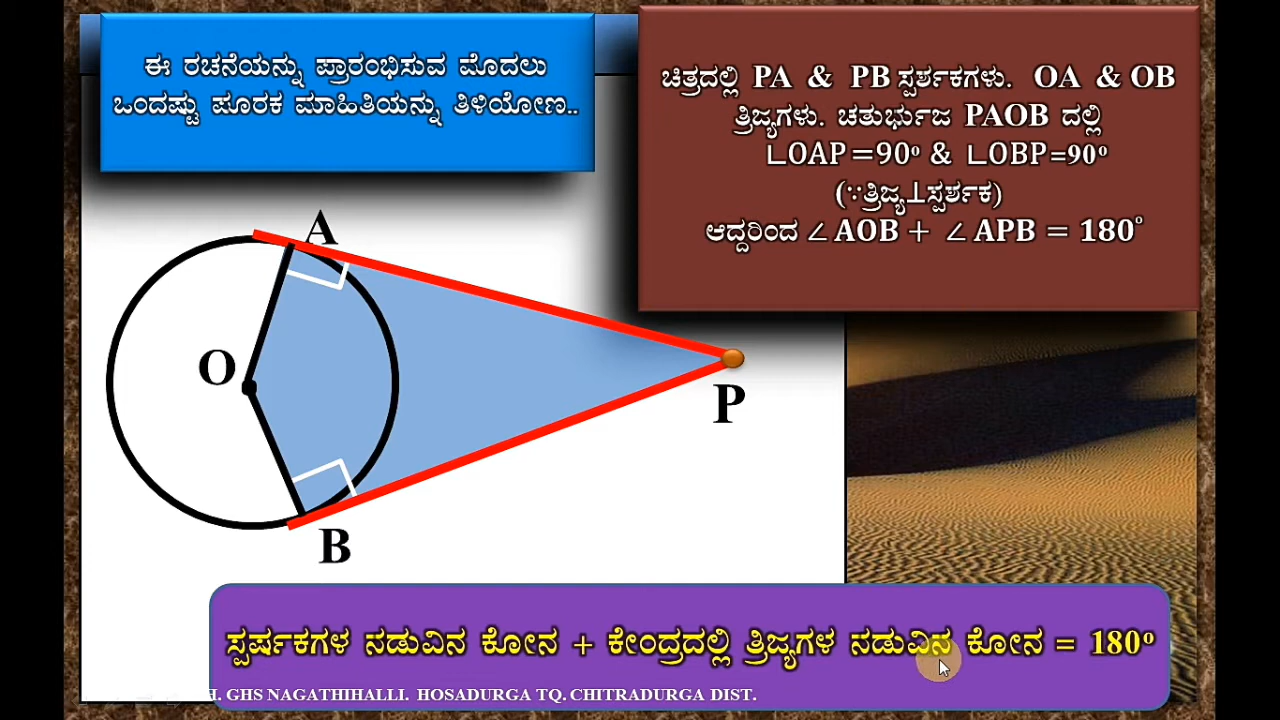 ಈ ರಚನೆಯನ್ನು ಪ್ರಾರಂಭಿಸುವ ಮೊದಲು
ಒಂದಷ್ಟು ಪೂರಕ ಮಾಹಿತಿಯನ್ನು ತಿಳಿಯೋಣ..
ಚಿತ್ರದಲ್ಲಿ PA & PB ಸ್ಪರ್ಶಕಗಳು. OA & OB
ತ್ರಿಜ್ಯಗಳು. ಚತುರ್ಭುಜ PAOB ದಲ್ಲಿ
∟OAP=90° & ∟OBP=90°
(∵ತ್ರಿಜ್ಯ⊥ಸ್ಪರ್ಶಕ)
ಆದ್ದರಿಂದ ∠AOB + ∠APB = 180°
A
O
P
B
ಸ್ಪರ್ಷಕಗಳ ನಡುವಿನ ಕೋನ + ಕೇಂದ್ರದಲ್ಲಿ ತ್ರಿಜ್ಯಗಳ ನಡುವಿನ ಕೋನ = 180°
H. GHS NAGATHIHALLI. HOSADURGA TQ. CHITRADURGA DIST.